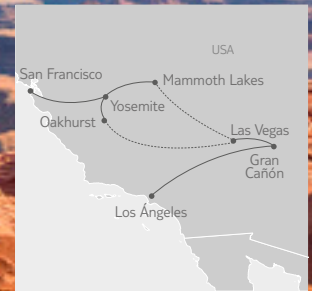 USA
San Francisco
Mammoth Lakes
Yosemite
Oakhurst
Las Vegas
Gran
Cañón
Los Ángeles